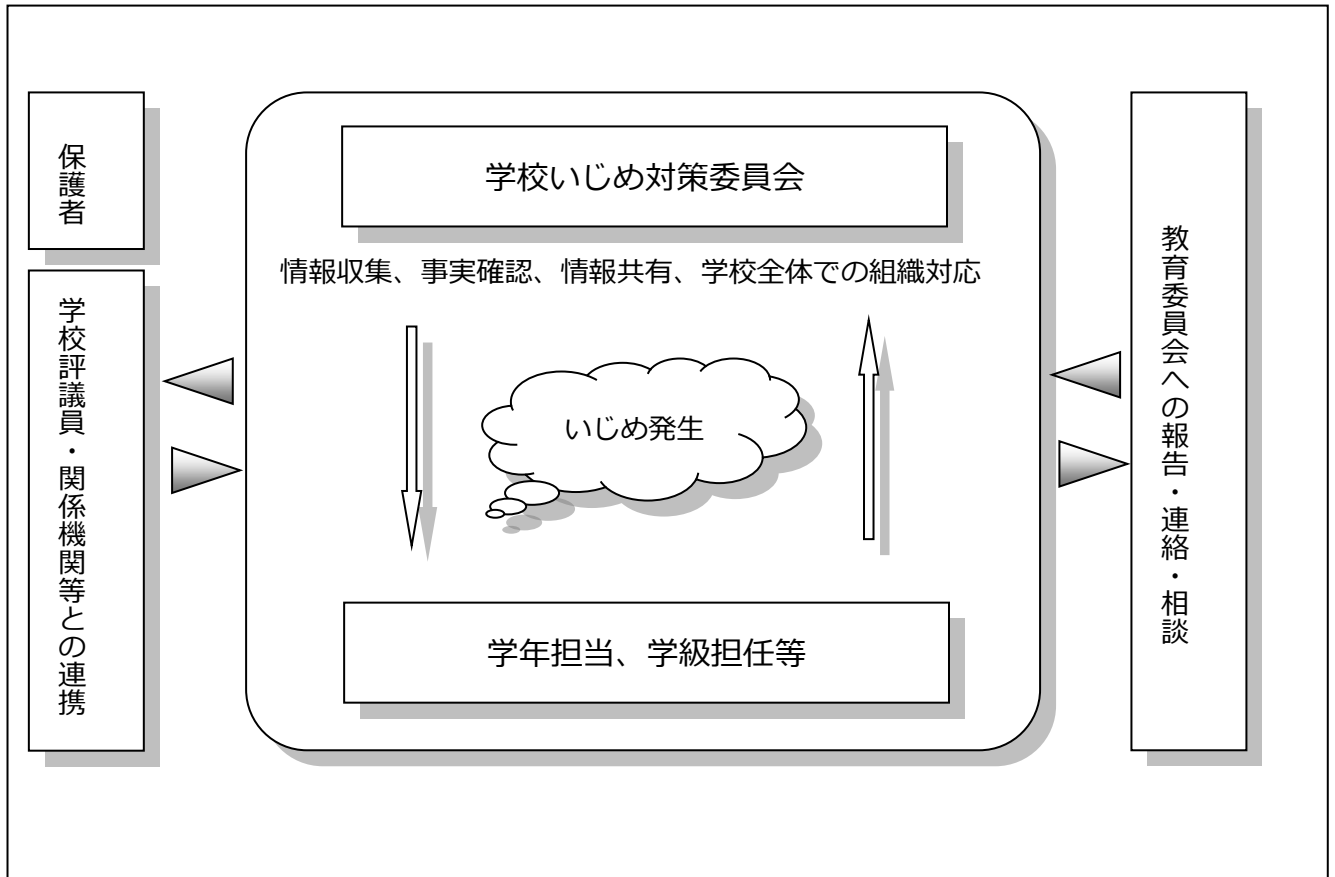 保護者
学校評議員・関係機関等との連携
学校いじめ対策委員会
情報収集、事実確認、情報共有、学校全体での組織対応
いじめ発生
学年担当、学級担任等
教育委員会への報告・連絡・相談